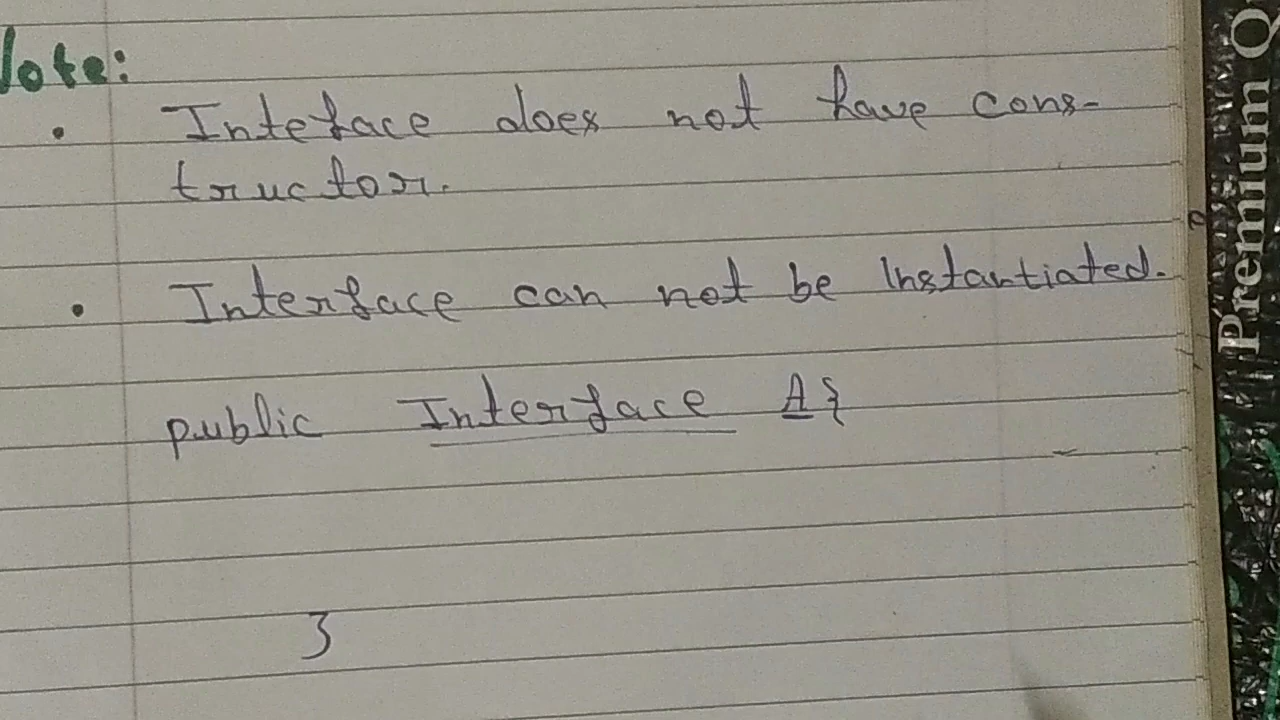 Note:
• Inteface does not have cons-
tructor.
• Interface can not be Instantiated.
public Interface A{
}
Premium Q